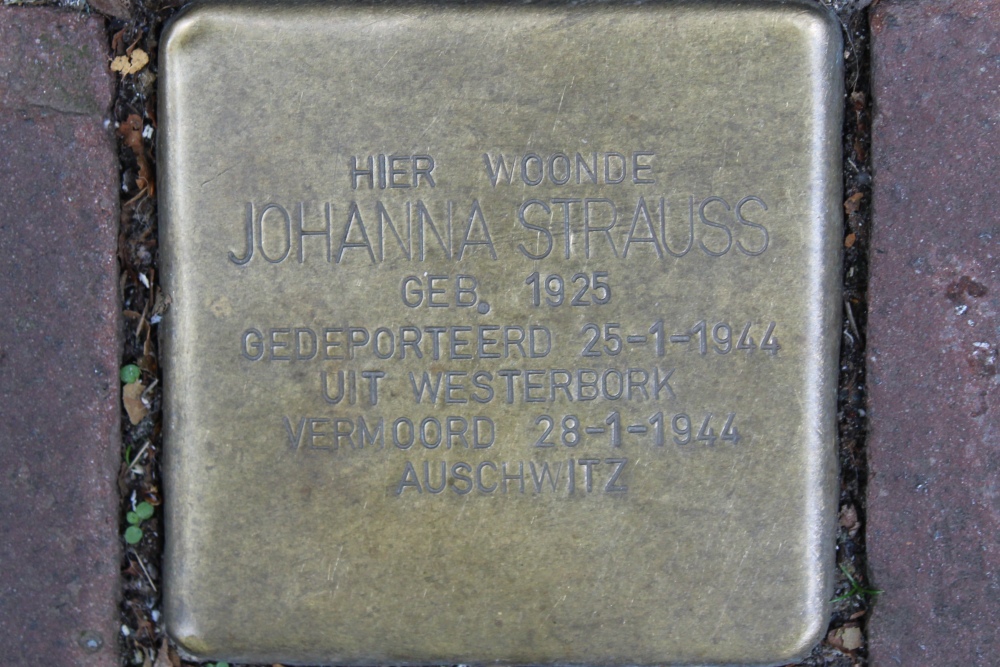 HIER WOONDE
JOHANNA STRAUSS
GEB. 1925
GEDEPORTEERD 25-1-1944
UIT WESTERBORK
VERMOORD 28-1-1944
AUSCHWITZ